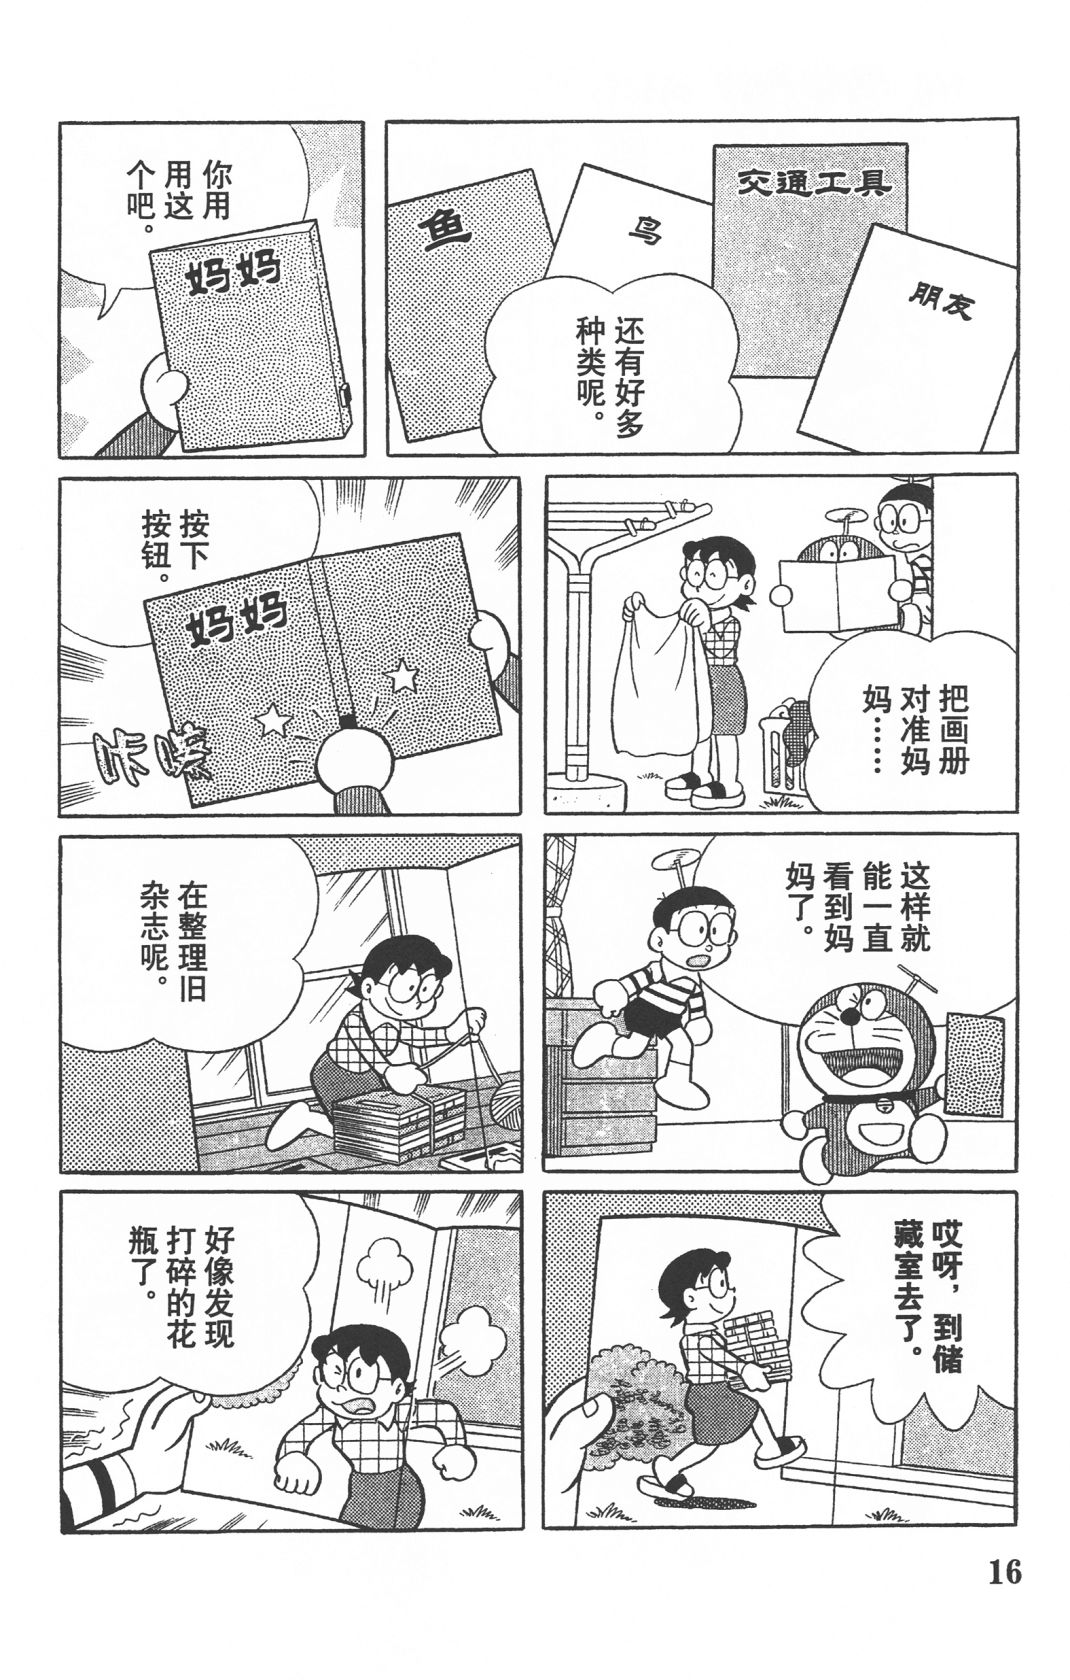 鱼
鸟
交通工具
朋友
还有好多
种类呢。
你用
用这
个吧。
妈妈
把画册
对准妈
妈……
按下
按钮。
妈妈
咔嚓
这样就
能一直
看到妈
妈了。
在整理旧
杂志呢。
哎呀，到储
藏室去了。
好像发现
打碎的花
瓶了。
16